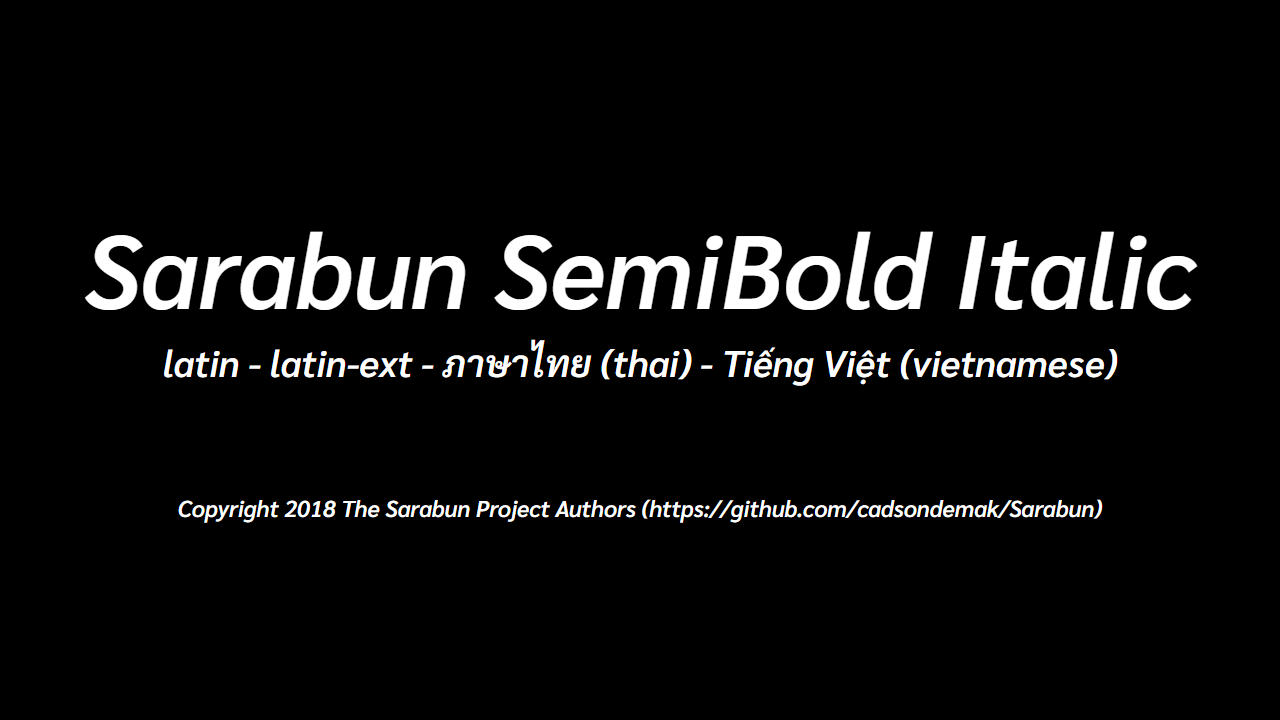 Sarabun SemiBold Italic
latin - latin-ext - ภาษาไทย (thai) - Tiếng Việt (vietnamese)
Copyright 2018 The Sarabun Project Authors (https://github.com/cadsondemak/Sarabun)